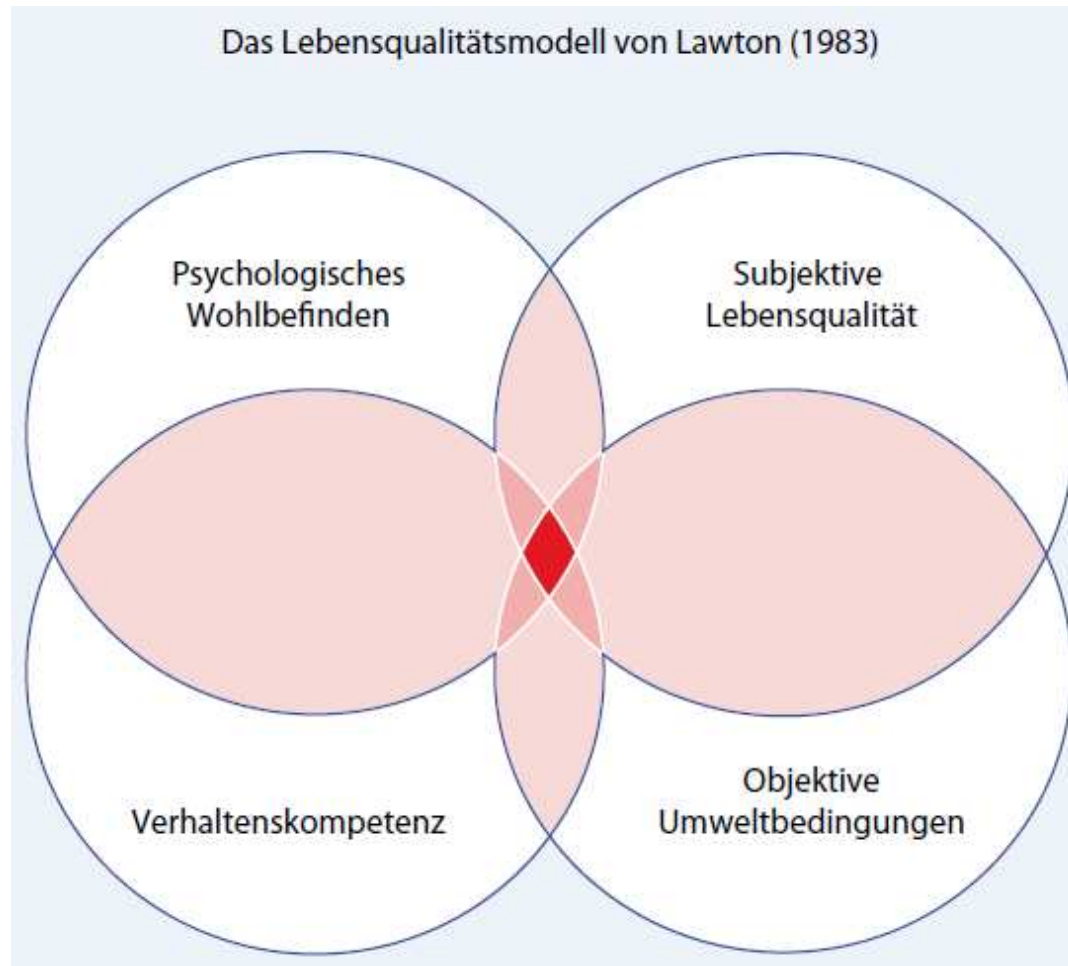 Das Lebensqualitätsmodell von Lawton (1983)
Psychologisches
Wohlbefinden
Subjektive
Lebensqualität
Verhaltenskompetenz
Objektive
Umweltbedingungen